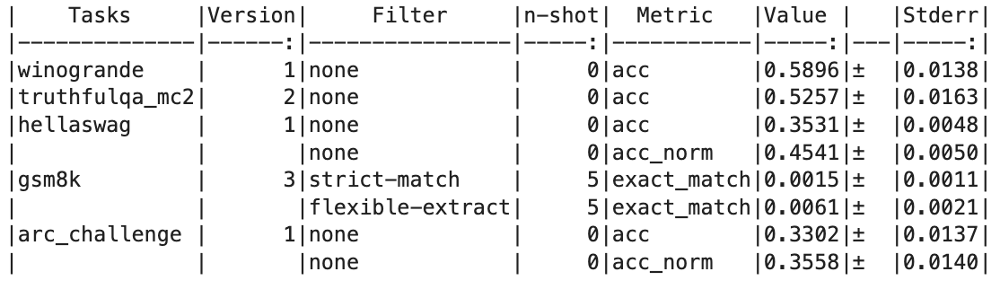 |    Tasks     |Version|     Filter     |n-shot|  Metric   |Value |   |Stderr|
|--------------|------:|----------------|-----:|-----------|-----:|---|-----:|
|winogrande    |      1|none            |     0|acc        |0.5896|±  |0.0138|
|truthfulqa_mc2|      2|none            |     0|acc        |0.5257|±  |0.0163|
|hellaswag     |      1|none            |     0|acc        |0.3531|±  |0.0048|
|              |       |none            |     0|acc_norm   |0.4541|±  |0.0050|
|gsm8k         |      3|strict-match    |     5|exact_match|0.0015|±  |0.0011|
|              |       |flexible-extract|     5|exact_match|0.0061|±  |0.0021|
|arc_challenge |      1|none            |     0|acc        |0.3302|±  |0.0137|
|              |       |none            |     0|acc_norm   |0.3558|±  |0.0140|